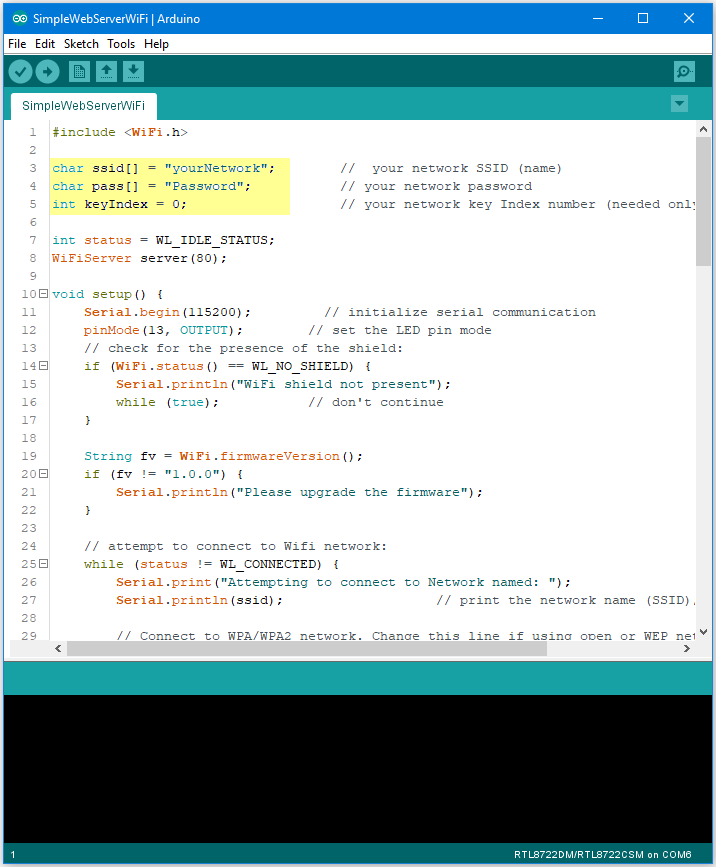 SimpleWebServerWiFi | Arduino
File Edit Sketch Tools Help
SimpleWebServerWiFi
1 #include <WiFi.h>
2
3 char ssid[] = "yourNetwork"; //  your network SSID (name)
4 char pass[] = "Password"; // your network password
5 int keyIndex = 0; // your network key Index number (needed only
6
7 int status = WL_IDLE_STATUS;
8 WiFiServer server(80);
9
10 void setup() {
11 Serial.begin(115200); // initialize serial communication
12 pinMode(13, OUTPUT); // set the LED pin mode
13 // check for the presence of the shield:
14 if (WiFi.status() == WL_NO_SHIELD) {
15 Serial.println("WiFi shield not present");
16 while (true); // don't continue
17 }
18
19 String fv = WiFi.firmwareVersion();
20 if (fv != "1.0.0") {
21 Serial.println("Please upgrade the firmware");
22 }
23
24 // attempt to connect to Wifi network:
25 while (status != WL_CONNECTED) {
26 Serial.print("Attempting to connect to Network named: ");
27 Serial.println(ssid); // print the network name (SSID)
28
29 // Connect to WPA/WPA2 network. Change this line if using open or WEP net
1 RTL8722DM/RTL8722CSM on COM6